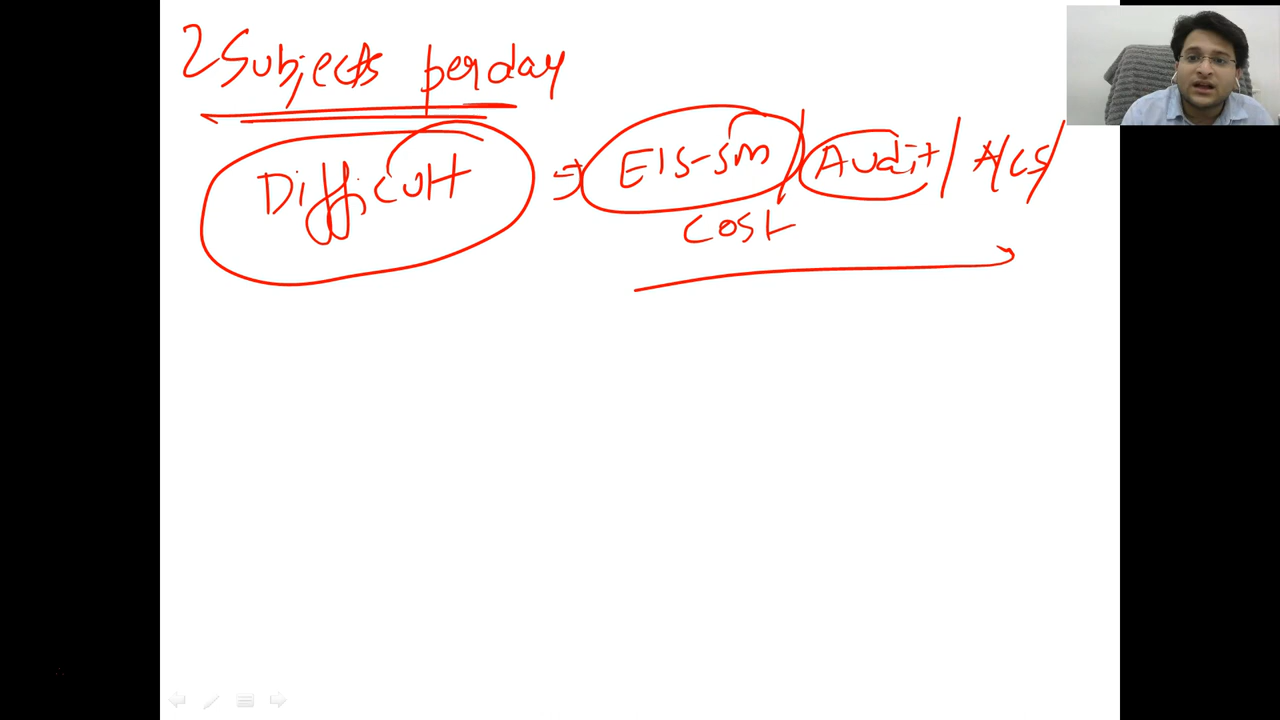 2 Subjects per day
Difficult ⇒ EIS-SM / Audit / A/CS/
Cost